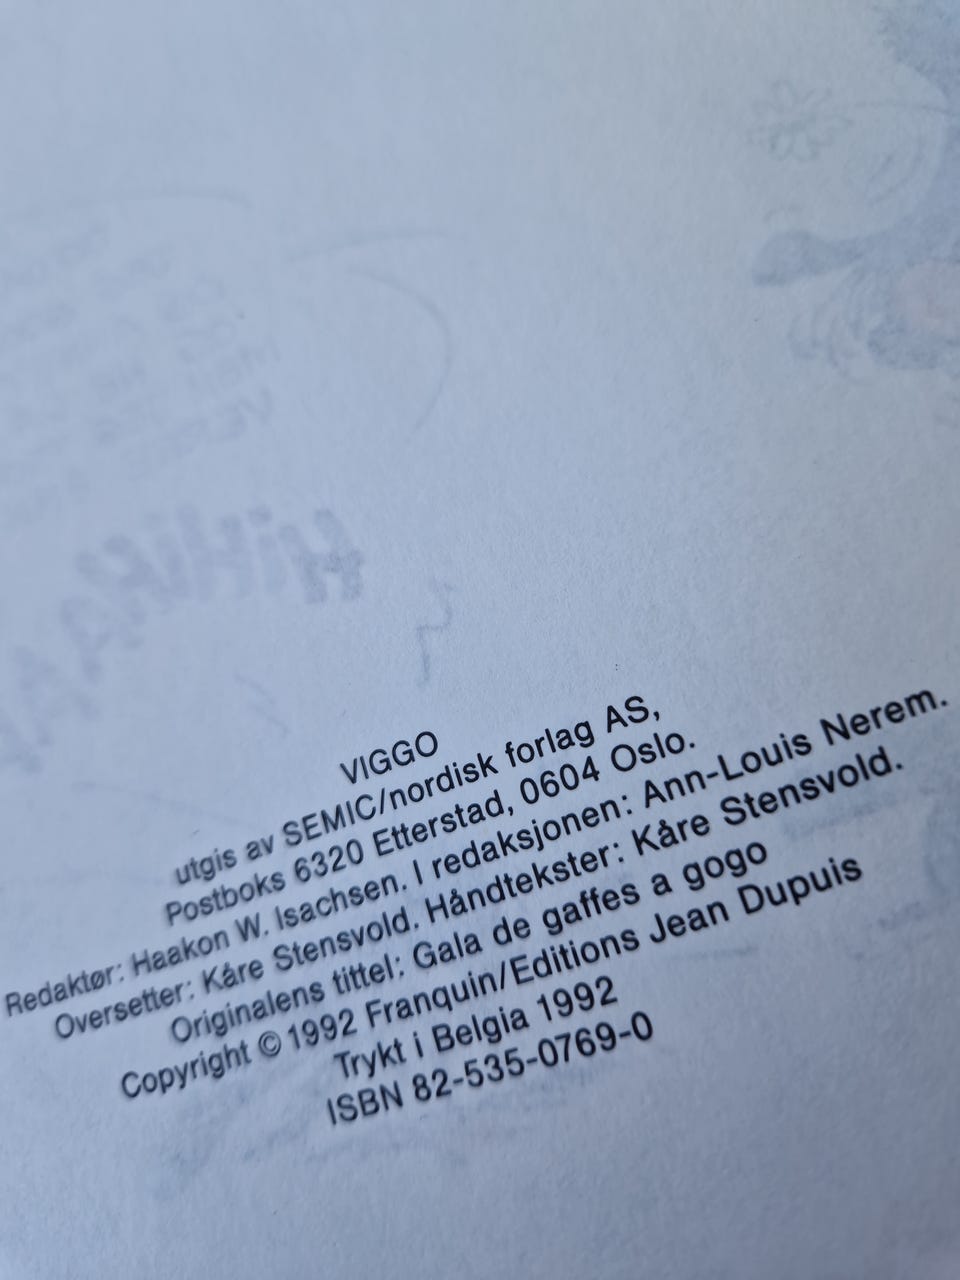 VIGGO
utgis av SEMIC/nordisk forlag AS,
Postboks 6320 Etterstad, 0604 Oslo.
Redaktør: Haakon W. Isachsen. I redaksjonen: Ann-Louis Nerem.
Oversetter: Kåre Stensvold. Håndtekster: Kåre Stensvold.
Originalens tittel: Gala de gaffes a gogo
Copyright © 1992 Franquin/Editions Jean Dupuis
Trykt i Belgia 1992
ISBN 82-535-0769-0